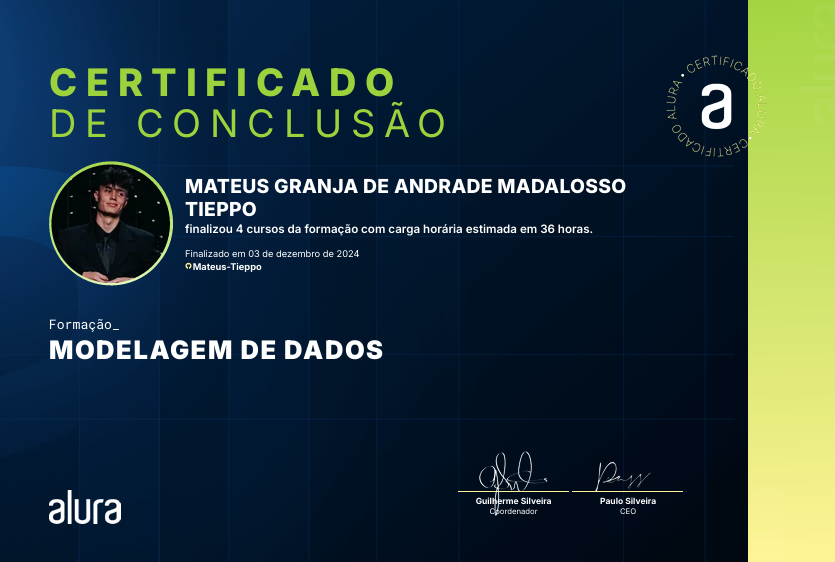 CERTIFICADO
DE CONCLUSÃO
CERTIFICADO ALURA • CERTIFICADO ALURA •
a
MATEUS GRANJA DE ANDRADE MADALOSSO
TIEPPO
finalizou 4 cursos da formação com carga horária estimada em 36 horas.
Finalizado em 03 de dezembro de 2024
Mateus-Tieppo
Formação_
MODELAGEM DE DADOS
Guilherme Silveira
Coordenador
Paulo Silveira
CEO
alura
alura